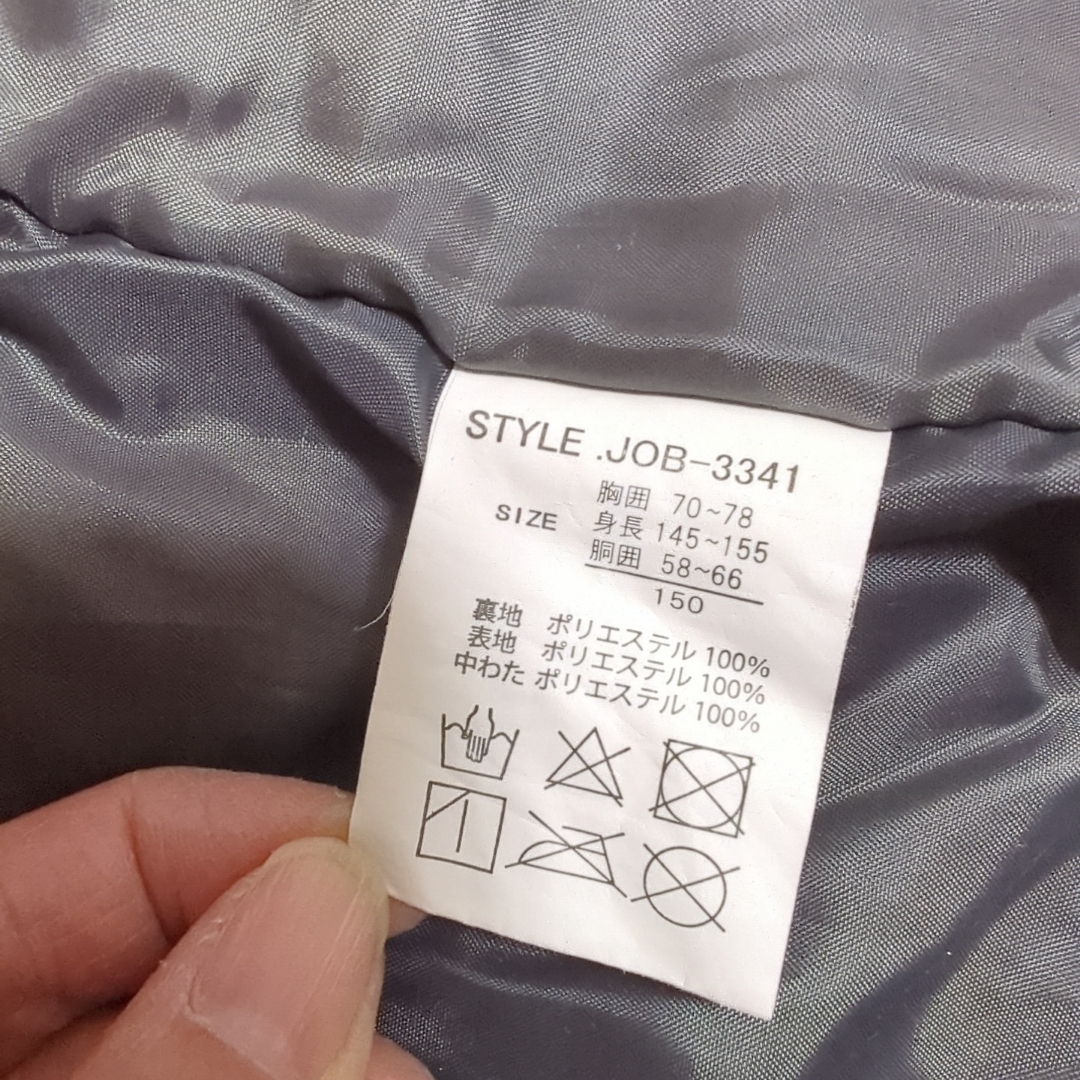 STYLE .JOB-3341
胸囲 70~78
SIZE 身長 145~155
胴囲 58~66
150
裏地 ポリエステル 100%
表地 ポリエステル 100%
中わた ポリエステル 100%